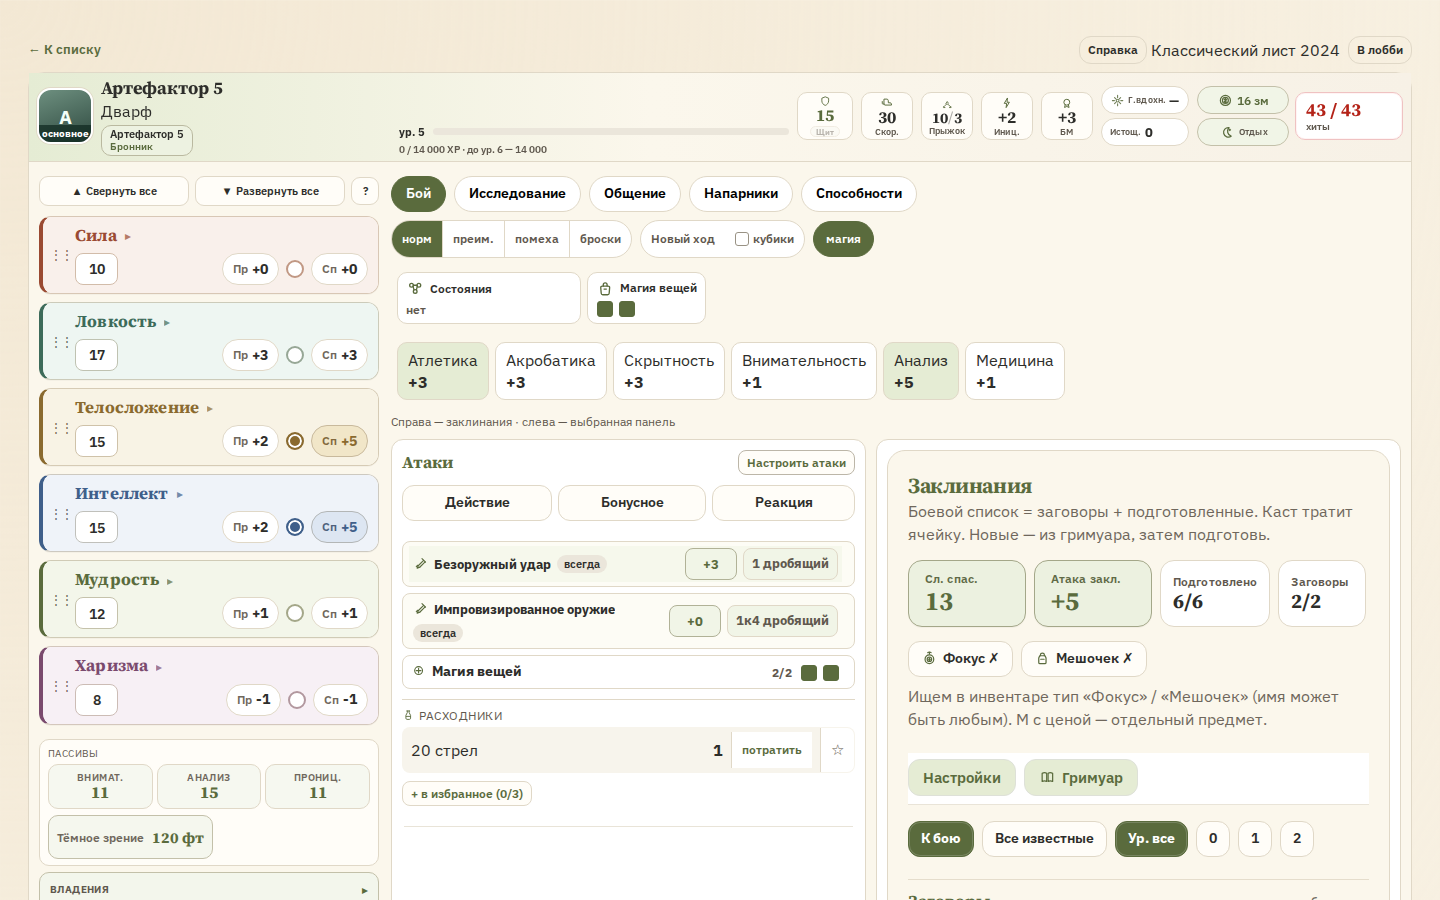 ← К списку
Справка Классический лист 2024 В лобби
А
основное
Артефактор 5
Дварф
Артефактор 5
Бронник
ур. 5
0 / 14 000 XP · до ур. 6 — 14 000
15
Щит
30
Скор.
10/3
Прыжок
+2
Иниц.
+3
БМ
Г.вдохн. —
Истощ. 0
16 зм
Отдых
43 / 43
хиты
▲ Свернуть все
▼ Развернуть все
?
Сила ▸
10
Пр +0
Сп +0
Ловкость ▸
17
Пр +3
Сп +3
Телосложение ▸
15
Пр +2
Сп +5
Интеллект ▸
15
Пр +2
Сп +5
Мудрость ▸
12
Пр +1
Сп +1
Харизма ▸
8
Пр -1
Сп -1
ПАССИВЫ
ВНИМАТ.
11
АНАЛИЗ
15
ПРОНИЦ.
11
Тёмное зрение 120 фт
ВЛАДЕНИЯ ▸
Бой Исследование Общение Напарники Способности
норм преим. помеха броски Новый ход кубики магия
Состояния
нет
Магия вещей
Атлетика
+3
Акробатика
+3
Скрытность
+3
Внимательность
+1
Анализ
+5
Медицина
+1
Справа — заклинания · слева — выбранная панель
Атаки
Настроить атаки
Действие Бонусное Реакция
Безоружный удар всегда +3 1 дробящий
Импровизированное оружие
всегда
+0 1к4 дробящий
Магия вещей 2/2
РАСХОДНИКИ
20 стрел 1 потратить ☆
+ в избранное (0/3)
Заклинания
Боевой список = заговоры + подготовленные. Каст тратит
ячейку. Новые — из гримуара, затем подготовь.
Сл. спас.
13
Атака закл.
+5
Подготовлено
6/6
Заговоры
2/2
Фокус ✗ Мешочек ✗
Ищем в инвентаре тип «Фокус» / «Мешочек» (имя может
быть любым). М с ценой — отдельный предмет.
Настройки Гримуар
К бою Все известные Ур. все 0 1 2